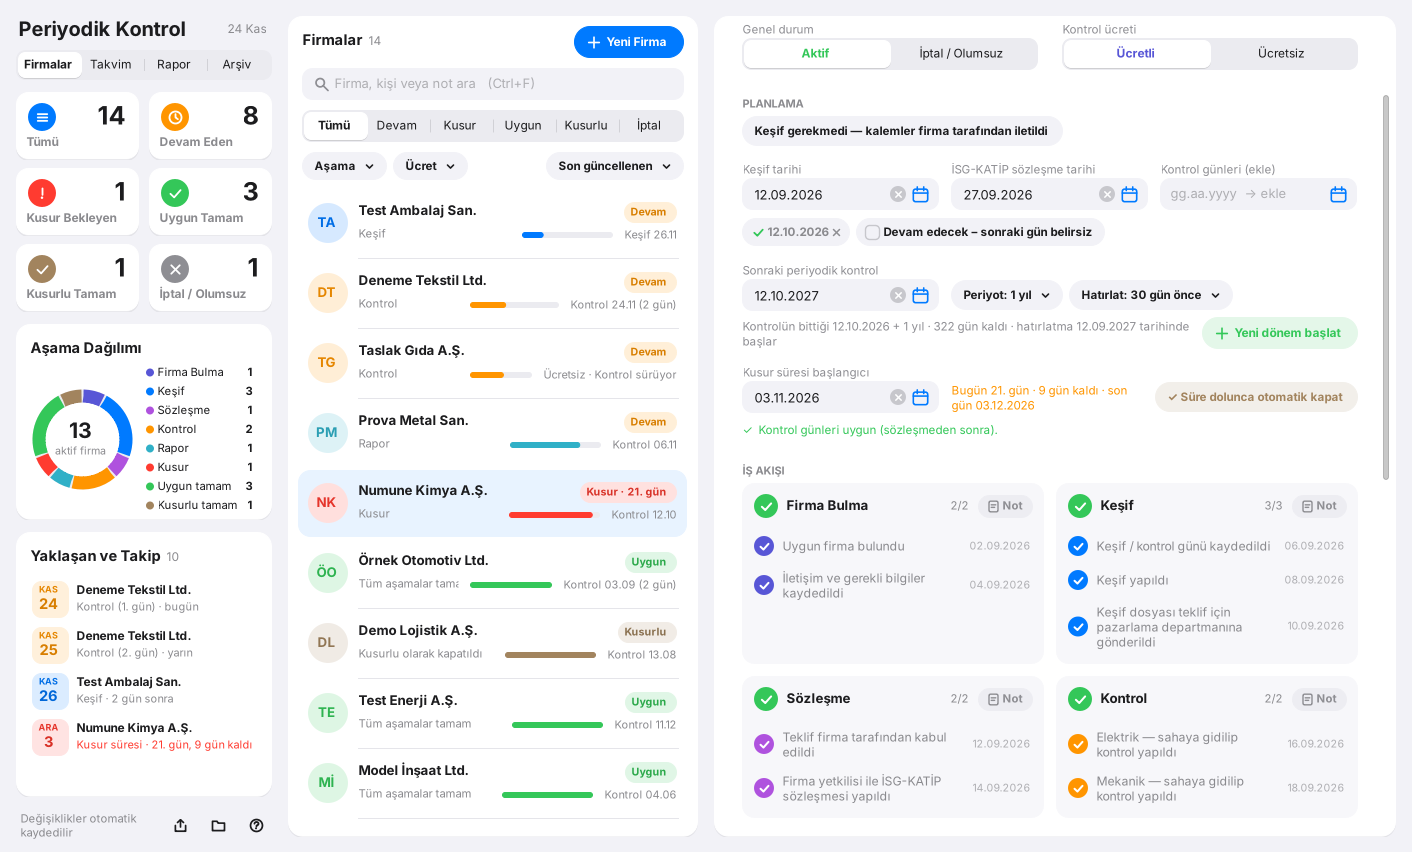 Periyodik Kontrol
24 Kas
Firmalar
Takvim
Rapor
Arşiv
14
Tümü
8
Devam Eden
1
Kusur Bekleyen
3
Uygun Tamam
1
Kusurlu Tamam
1
İptal / Olumsuz
Aşama Dağılımı
13
aktif firma
Firma Bulma 1
Keşif 3
Sözleşme 1
Kontrol 2
Rapor 1
Kusur 1
Uygun tamam 3
Kusurlu tamam 1
Yaklaşan ve Takip 10
KAS
24
Deneme Tekstil Ltd.
Kontrol (1. gün) · bugün
KAS
25
Deneme Tekstil Ltd.
Kontrol (2. gün) · yarın
KAS
26
Test Ambalaj San.
Keşif · 2 gün sonra
ARA
3
Numune Kimya A.Ş.
Kusur süresi · 21. gün, 9 gün kaldı
Değişiklikler otomatik
kaydedilir
Firmalar 14
Yeni Firma
Firma, kişi veya not ara (Ctrl+F)
Tümü
Devam
Kusur
Uygun
Kusurlu
İptal
Aşama
Ücret
Son güncellenen
TA
Test Ambalaj San.
Devam
Keşif
Keşif 26.11
DT
Deneme Tekstil Ltd.
Devam
Kontrol
Kontrol 24.11 (2 gün)
TG
Taslak Gıda A.Ş.
Devam
Kontrol
Ücretsiz · Kontrol sürüyor
PM
Prova Metal San.
Devam
Rapor
Kontrol 06.11
NK
Numune Kimya A.Ş.
Kusur · 21. gün
Kusur
Kontrol 12.10
ÖO
Örnek Otomotiv Ltd.
Uygun
Tüm aşamalar tama
Kontrol 03.09 (2 gün)
DL
Demo Lojistik A.Ş.
Kusurlu
Kusurlu olarak kapatıldı
Kontrol 13.08
TE
Test Enerji A.Ş.
Uygun
Tüm aşamalar tamam
Kontrol 11.12
Mİ
Model İnşaat Ltd.
Uygun
Tüm aşamalar tamam
Kontrol 04.06
Genel durum
Aktif
İptal / Olumsuz
Kontrol ücreti
Ücretli
Ücretsiz
PLANLAMA
Keşif gerekmedi — kalemler firma tarafından iletildi
Keşif tarihi
12.09.2026
İSG-KATİP sözleşme tarihi
27.09.2026
Kontrol günleri (ekle)
gg.aa.yyyy → ekle
✓ 12.10.2026 ✕
Devam edecek – sonraki gün belirsiz
Sonraki periyodik kontrol
12.10.2027
Periyot: 1 yıl
Hatırlat: 30 gün önce
Kontrolün bittiği 12.10.2026 + 1 yıl · 322 gün kaldı · hatırlatma 12.09.2027 tarihinde
başlar
Yeni dönem başlat
Kusur süresi başlangıcı
03.11.2026
Bugün 21. gün · 9 gün kaldı · son
gün 03.12.2026
✓ Süre dolunca otomatik kapat
✓ Kontrol günleri uygun (sözleşmeden sonra).
İŞ AKIŞI
Firma Bulma
2/2
Not
Uygun firma bulundu
02.09.2026
İletişim ve gerekli bilgiler
kaydedildi
04.09.2026
Keşif
3/3
Not
Keşif / kontrol günü kaydedildi
06.09.2026
Keşif yapıldı
08.09.2026
Keşif dosyası teklif için
pazarlama departmanına
gönderildi
10.09.2026
Sözleşme
2/2
Not
Teklif firma tarafından kabul
edildi
12.09.2026
Firma yetkilisi ile İSG-KATİP
sözleşmesi yapıldı
14.09.2026
Kontrol
2/2
Not
Elektrik — sahaya gidilip
kontrol yapıldı
16.09.2026
Mekanik — sahaya gidilip
kontrol yapıldı
18.09.2026